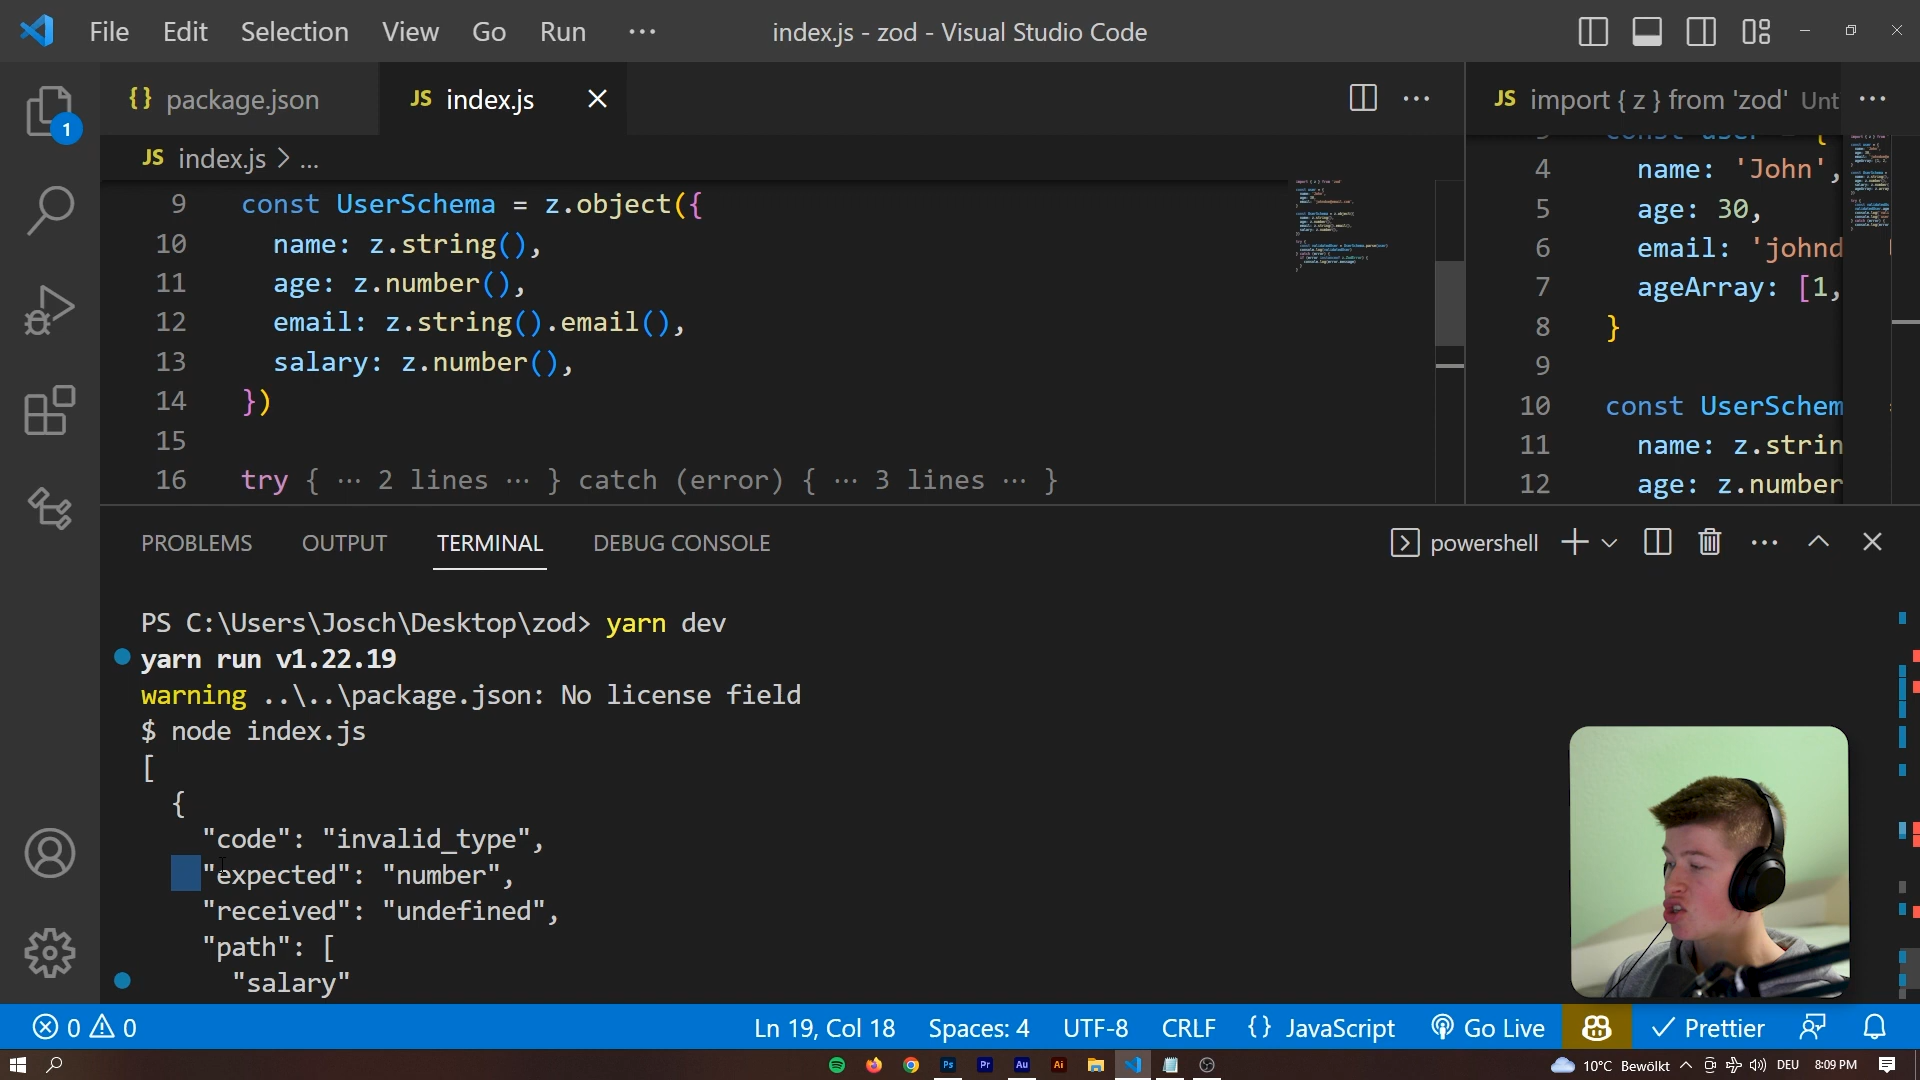 File Edit Selection View Go Run ...
index.js - zod - Visual Studio Code
{} package.json
JS index.js
JS import { z } from 'zod' Unt
JS index.js > ...
9 const UserSchema = z.object({
10 name: z.string(),
11 age: z.number(),
12 email: z.string().email(),
13 salary: z.number(),
14 })
15
16 try { ... 2 lines ... } catch (error) { ... 3 lines ... }
4 name: 'John',
5 age: 30,
6 email: 'johnd
7 ageArray: [1,
8 }
9
10 const UserSchem
11 name: z.strin
12 age: z.number
1
PROBLEMS OUTPUT TERMINAL DEBUG CONSOLE
powershell
PS C:\Users\Josch\Desktop\zod> yarn dev
yarn run v1.22.19
warning ..\..\package.json: No license field
$ node index.js
[
{
"code": "invalid_type",
"expected": "number",
"received": "undefined",
"path": [
"salary"
0 0
Ln 19, Col 18 Spaces: 4 UTF-8 CRLF {} JavaScript Go Live Prettier
Ps Pr Au Ai
10°C Bewölkt DEU 8:09 PM